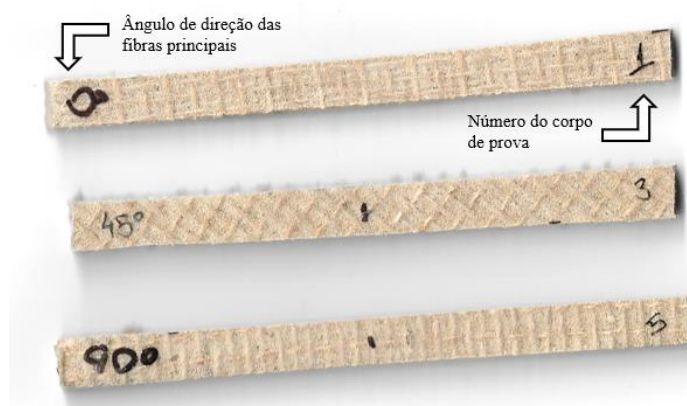 Ângulo de direção das
fibras principais
0
1
Número do corpo
de prova
45°
3
90°
5